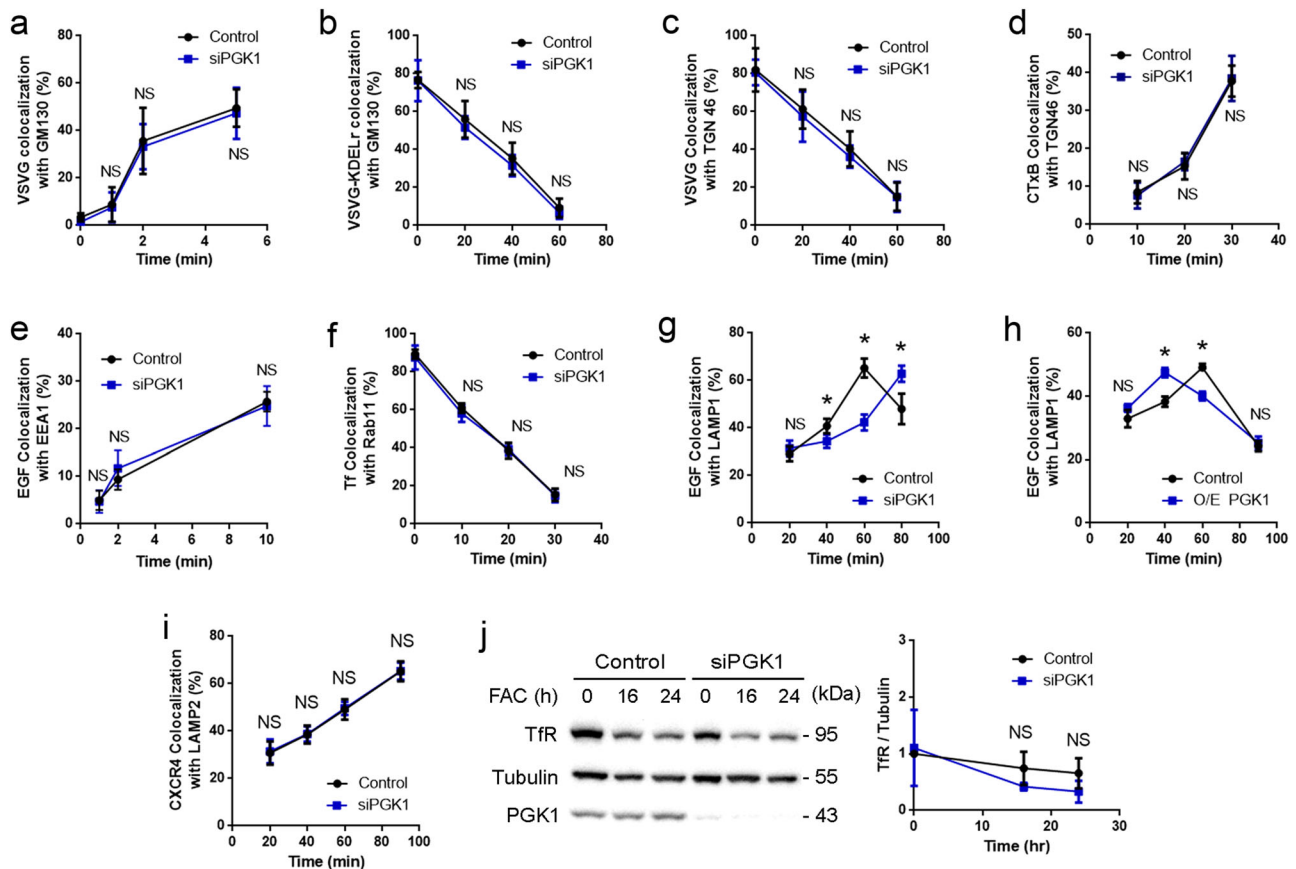 a
VSVG colocalization
with GM130 (%)
80
60
40
20
0
0 2 4 6
Time (min)
Control
siPGK1
NS
NS
NS
b
VSVG-KDELr colocalization
with GM130 (%)
100
80
60
40
20
0
0 20 40 60 80
Time (min)
Control
siPGK1
NS
NS
NS
c
VSVG Colocalization
with TGN 46 (%)
100
80
60
40
20
0
0 20 40 60 80
Time (min)
Control
siPGK1
NS
NS
NS
d
CTxB Colocalization
with TGN46 (%)
50
40
30
20
10
0
0 10 20 30 40
Time (min)
Control
siPGK1
NS
NS
NS
e
EGF Colocalization
with EEA1 (%)
40
30
20
10
0
0 2 4 6 8 10
Time (min)
Control
siPGK1
NS
NS
NS
f
Tf Colocalization
with Rab11 (%)
100
80
60
40
20
0
0 10 20 30 40
Time (min)
Control
siPGK1
NS
NS
NS
g
EGF Colocalization
with LAMP1 (%)
80
60
40
20
0
0 20 40 60 80 100
Time (min)
Control
siPGK1
NS
*
*
*
h
EGF Colocalization
with LAMP1 (%)
60
40
20
0
0 20 40 60 80 100
Time (min)
Control
O/E PGK1
NS
*
*
NS
i
CXCR4 Colocalization
with LAMP2 (%)
80
60
40
20
0
0 20 40 60 80 100
Time (min)
Control
siPGK1
NS
NS
NS
NS
j
Control siPGK1
FAC (h) 0 16 24 0 16 24 (kDa)
TfR - 95
Tubulin - 55
PGK1 - 43
TfR / Tubulin
3
2
1
0
0 10 20 30
Time (hr)
Control
siPGK1
NS
NS